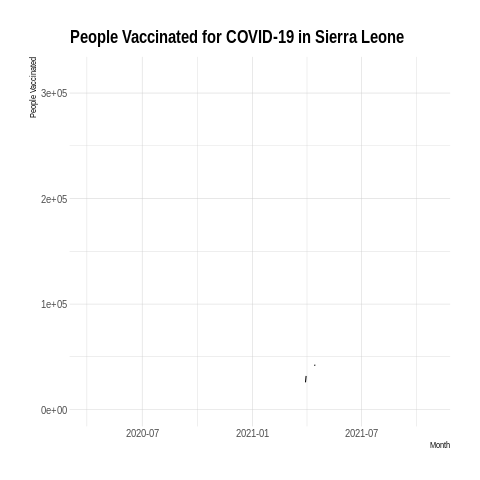 People Vaccinated for COVID-19 in Sierra Leone
People Vaccinated
3e+05
2e+05
1e+05
0e+00
2020-07
2021-01
2021-07
Month